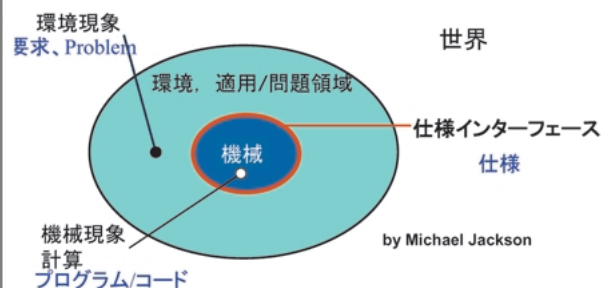 環境現象
要求、Problem
世界
環境，適用/問題領域
機械
仕様インターフェース
仕様
機械現象
計算
プログラム/コード
by Michael Jackson